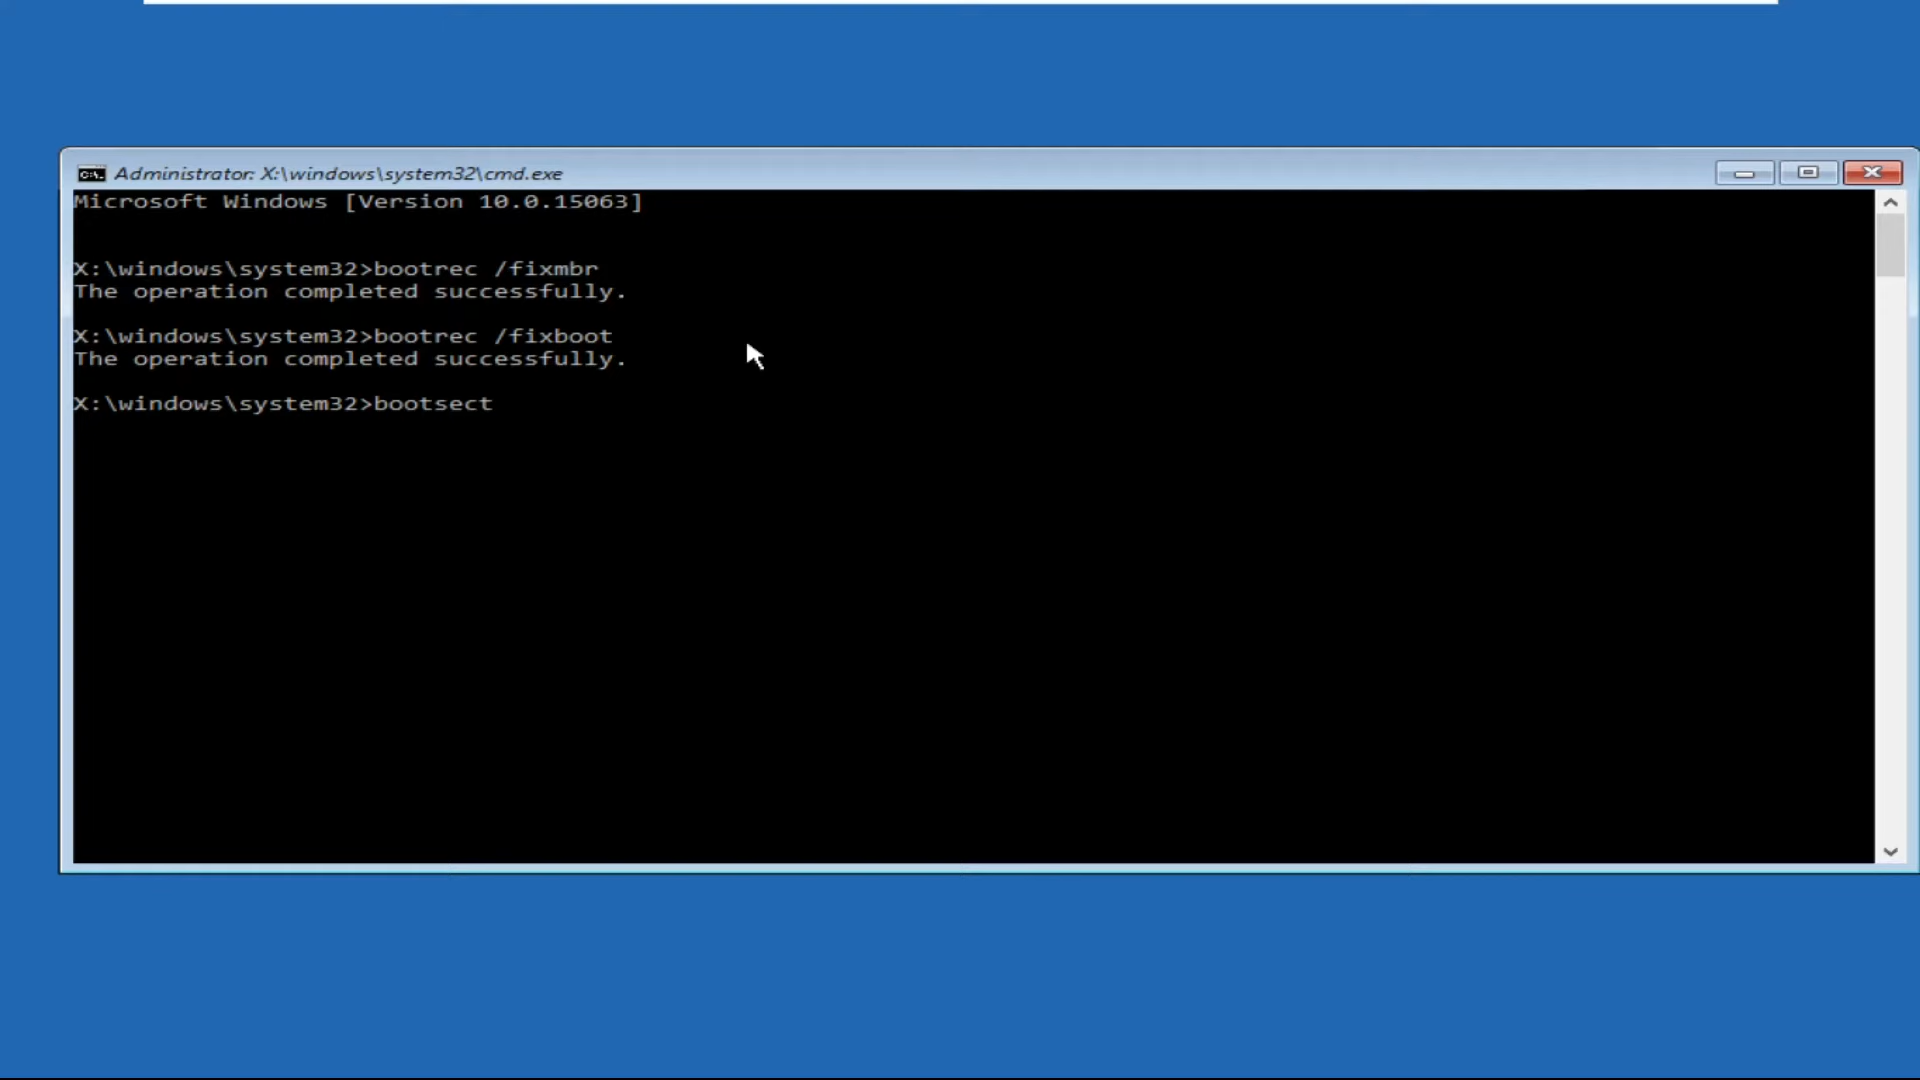 Administrator: X:\windows\system32\cmd.exe
Microsoft Windows [Version 10.0.15063]
X:\windows\system32>bootrec /fixmbr
The operation completed successfully.
X:\windows\system32>bootrec /fixboot
The operation completed successfully.
X:\windows\system32>bootsect